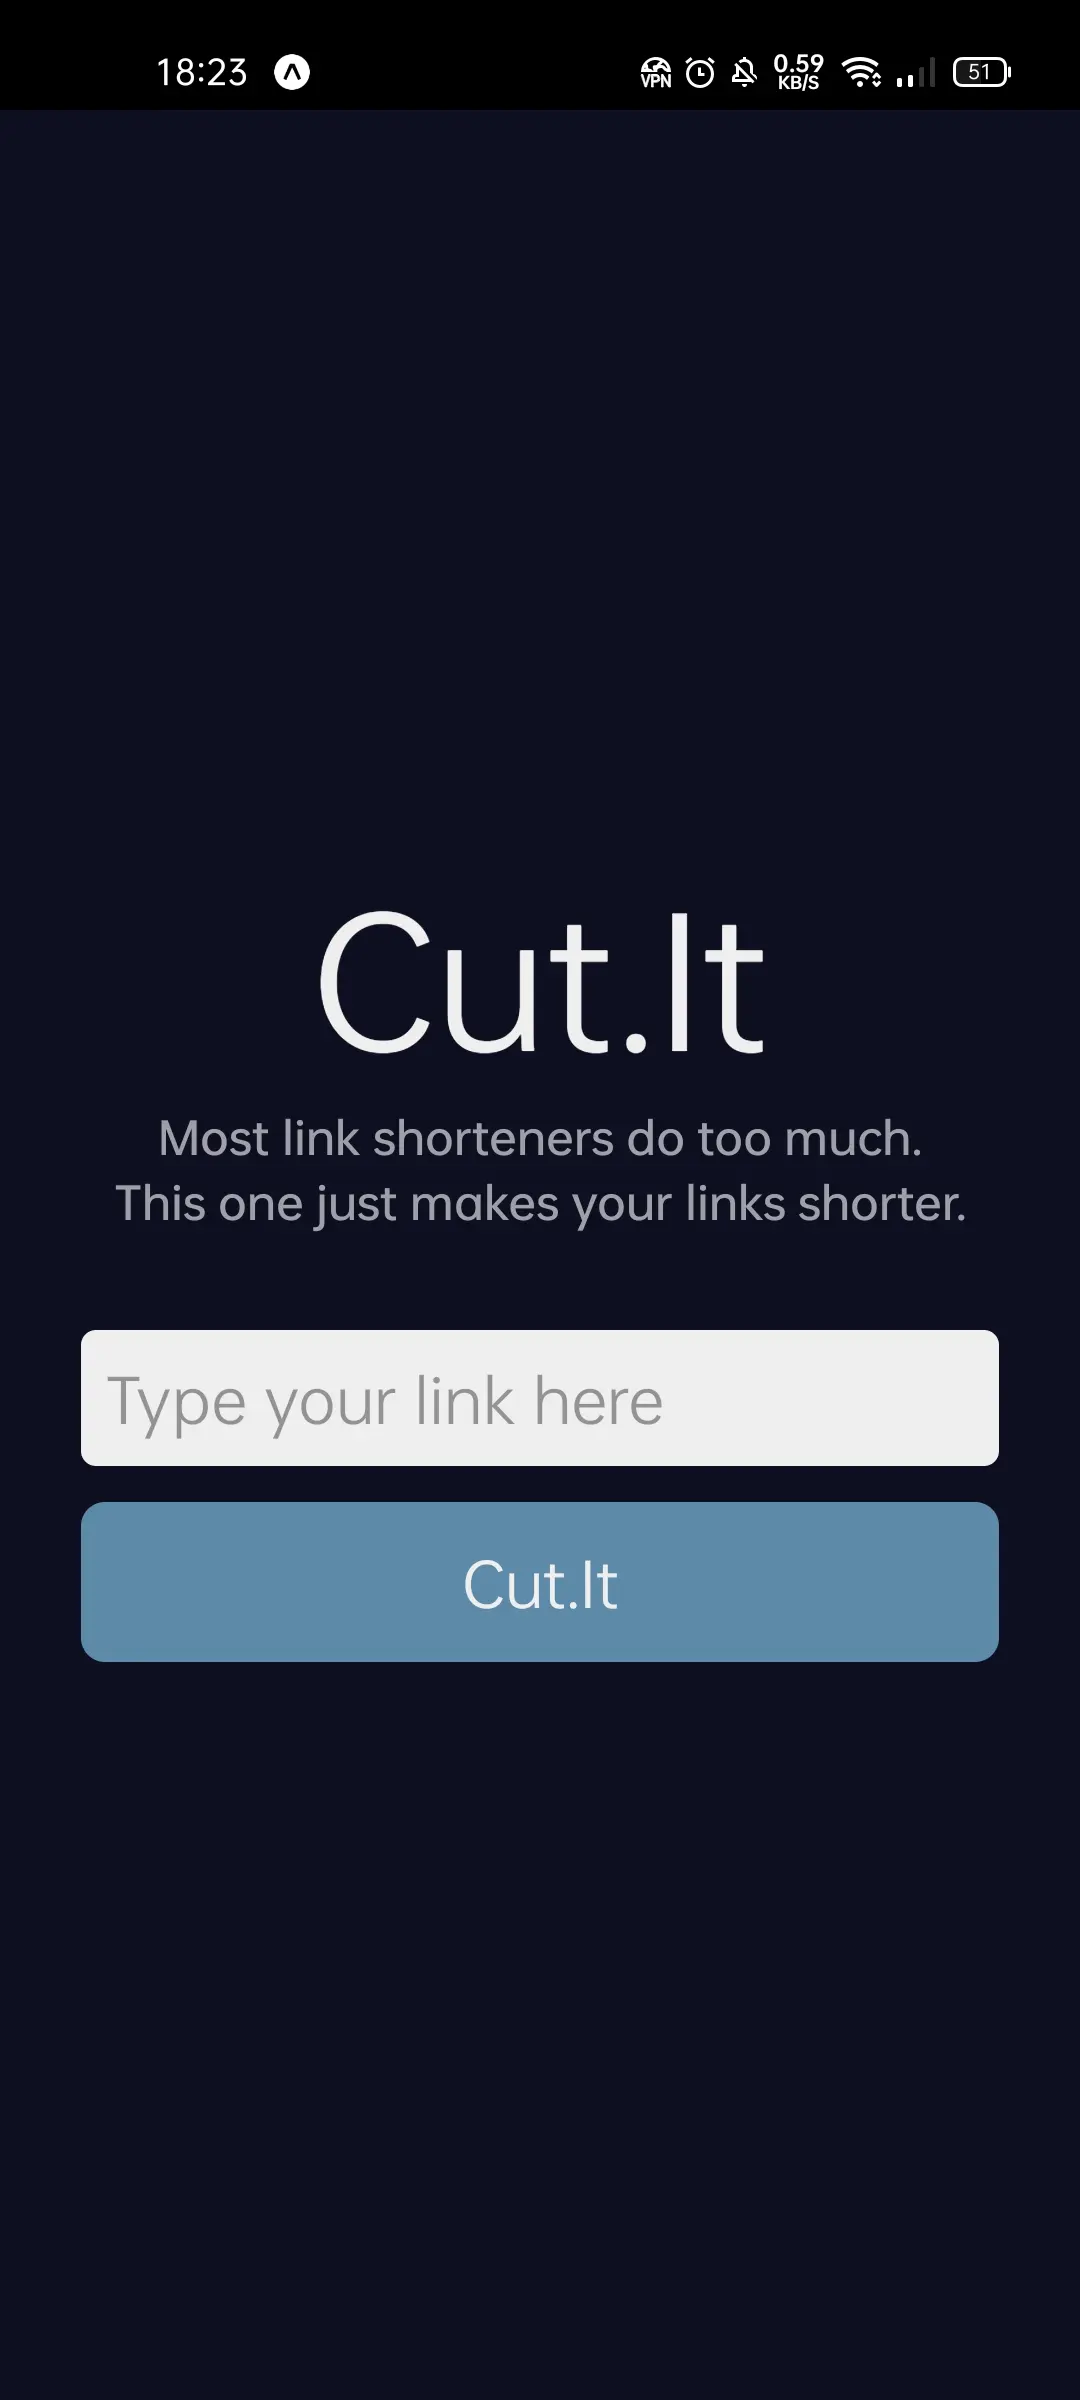 18:23
VPN
0.59
KB/S
51
Cut.It
Most link shorteners do too much.
This one just makes your links shorter.
Type your link here
Cut.It